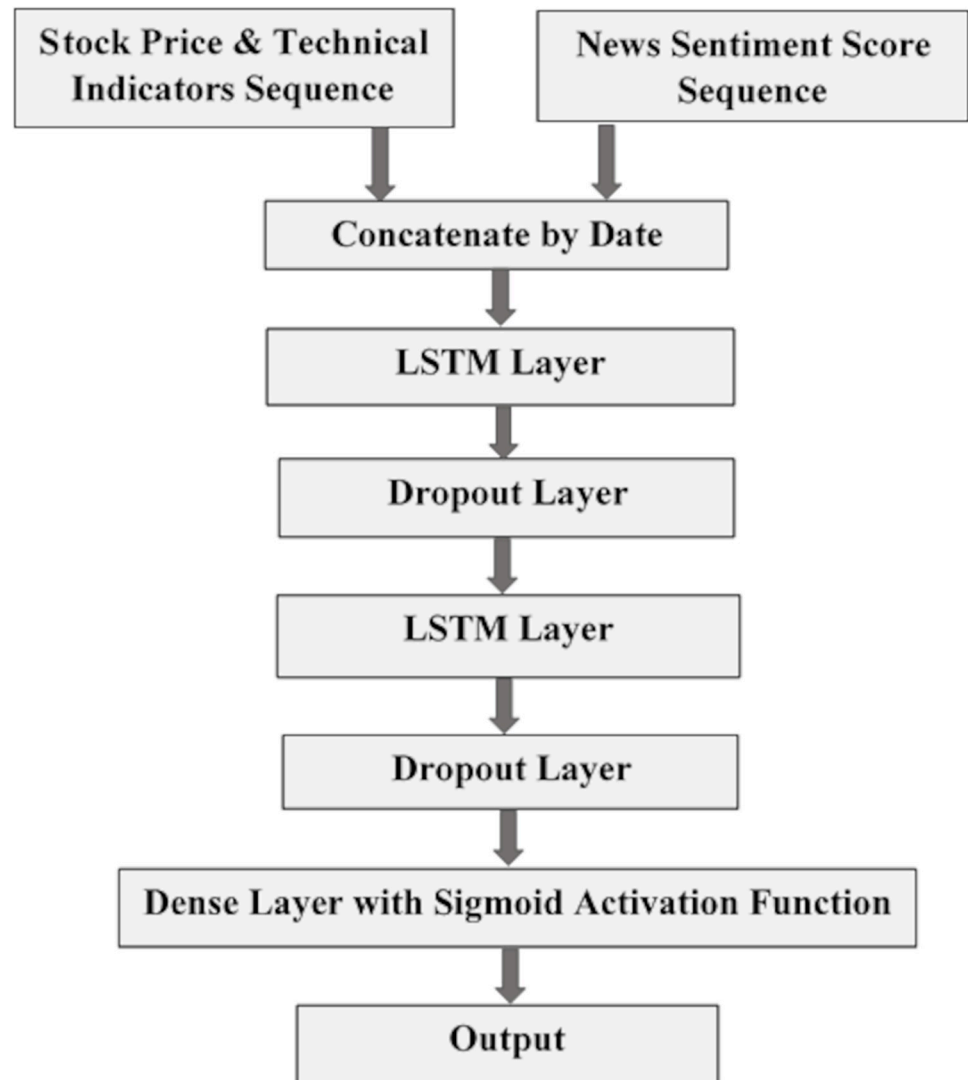 Stock Price & Technical
Indicators Sequence
News Sentiment Score
Sequence
Concatenate by Date
LSTM Layer
Dropout Layer
LSTM Layer
Dropout Layer
Dense Layer with Sigmoid Activation Function
Output